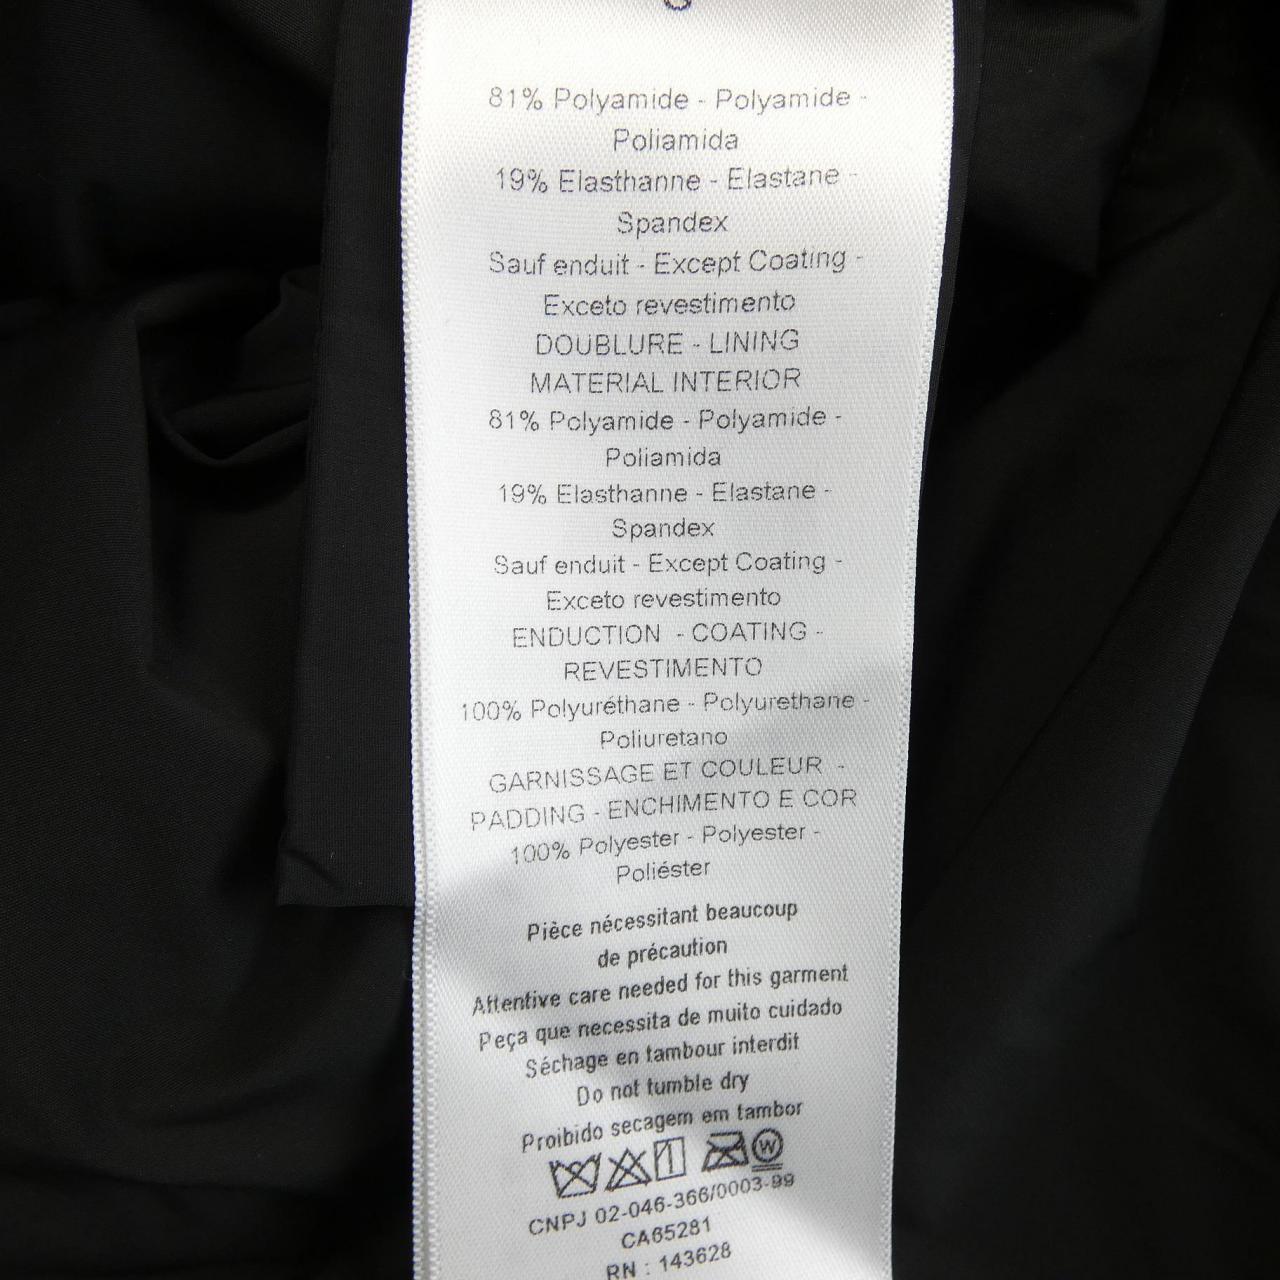 81% Polyamide - Polyamide -
Poliamida
19% Elasthanne - Elastane -
Spandex
Sauf enduit - Except Coating -
Exceto revestimento
DOUBLURE - LINING
MATERIAL INTERIOR
81% Polyamide - Polyamide -
Poliamida
19% Elasthanne - Elastane -
Spandex
Sauf enduit - Except Coating -
Exceto revestimento
ENDUCTION - COATING -
REVESTIMENTO
100% Polyuréthane - Polyurethane -
Poliuretano
GARNISSAGE ET COULEUR -
PADDING - ENCHIMENTO E COR
100% Polyester - Polyester -
Poliéster
Pièce nécessitant beaucoup
de précaution
Attentive care needed for this garment
Peça que necessita de muito cuidado
Séchage en tambour interdit
Do not tumble dry
Proibido secagem em tambor
W
CNPJ 02-046-366/0003-99
CA65281
RN : 143628